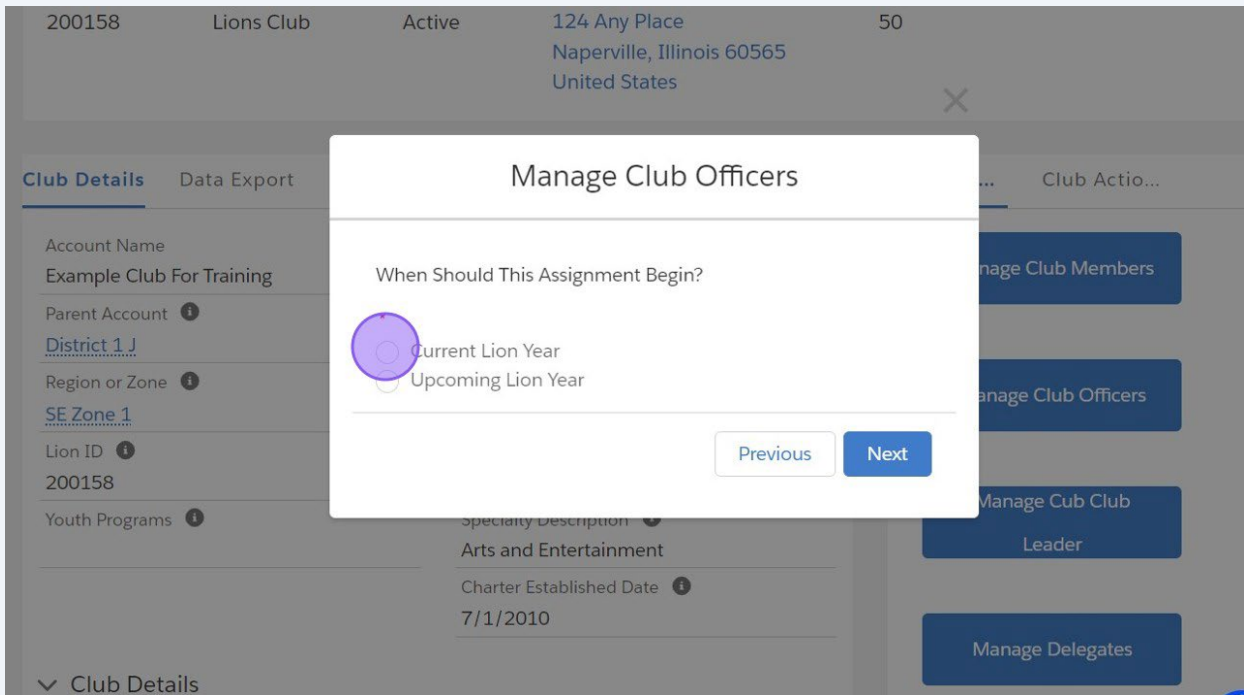 200158 Lions Club Active 124 Any Place 50
Naperville, Illinois 60565
United States
Club Details Data Export
... Club Actio...
Account Name
Example Club For Training
Parent Account
District 1 J
Region or Zone
SE Zone 1
Lion ID
200158
Youth Programs
Manage Club Officers
When Should This Assignment Begin?
Current Lion Year
Upcoming Lion Year
Previous Next
Specialty Description
Arts and Entertainment
Charter Established Date
7/1/2010
Club Details
nage Club Members
anage Club Officers
Manage Cub Club
Leader
Manage Delegates